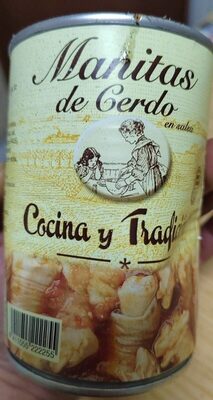 Manitas
de Cerdo
en salsa
Cocina y Tradi